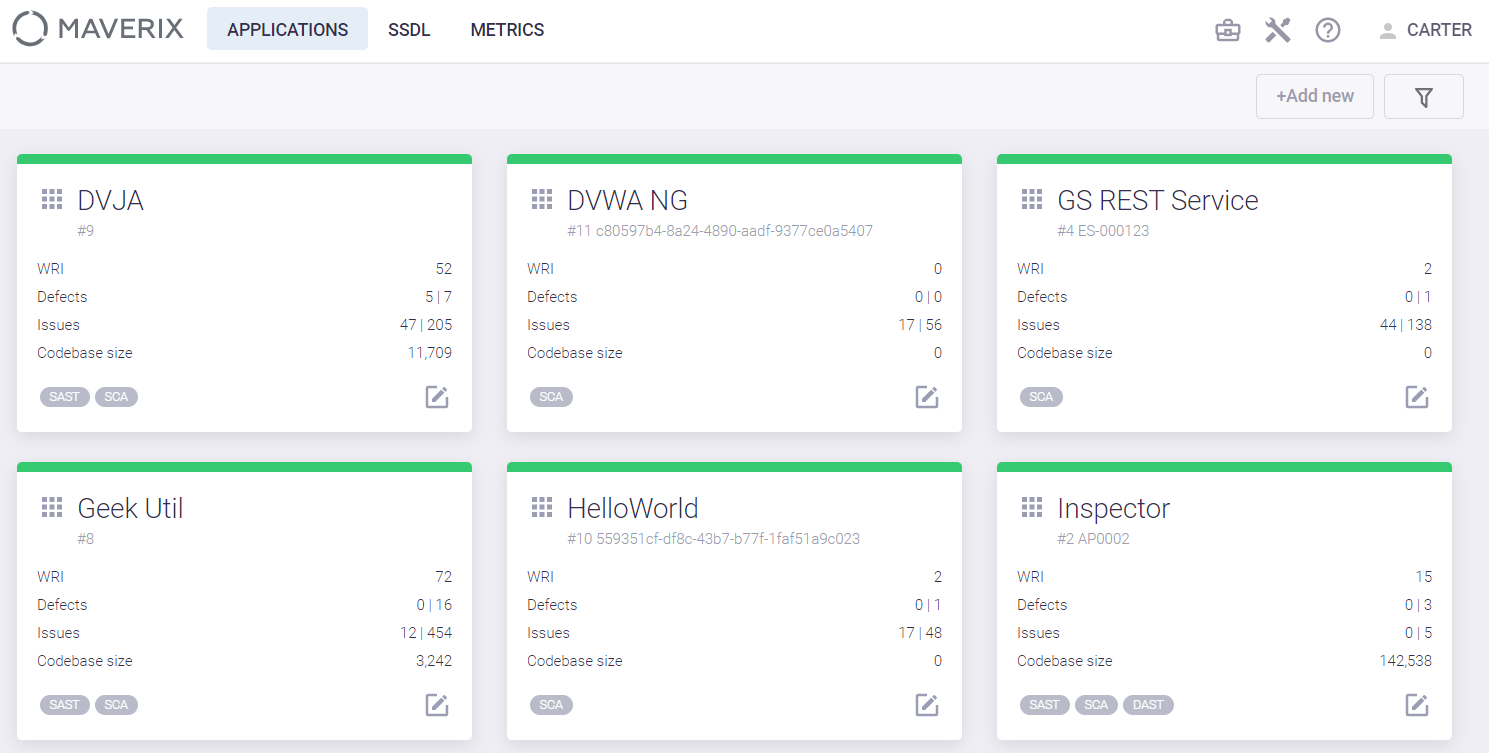 MAVERIX APPLICATIONS SSDL METRICS CARTER
+Add new
DVJA
#9
WRI 52
Defects 5 | 7
Issues 47 | 205
Codebase size 11,709
SAST SCA
DVWA NG
#11 c80597b4-8a24-4890-aadf-9377ce0a5407
WRI 0
Defects 0 | 0
Issues 17 | 56
Codebase size 0
SCA
GS REST Service
#4 ES-000123
WRI 2
Defects 0 | 1
Issues 44 | 138
Codebase size 0
SCA
Geek Util
#8
WRI 72
Defects 0 | 16
Issues 12 | 454
Codebase size 3,242
SAST SCA
HelloWorld
#10 559351cf-df8c-43b7-b77f-1faf51a9c023
WRI 2
Defects 0 | 1
Issues 17 | 48
Codebase size 0
SCA
Inspector
#2 AP0002
WRI 15
Defects 0 | 3
Issues 0 | 5
Codebase size 142,538
SAST SCA DAST